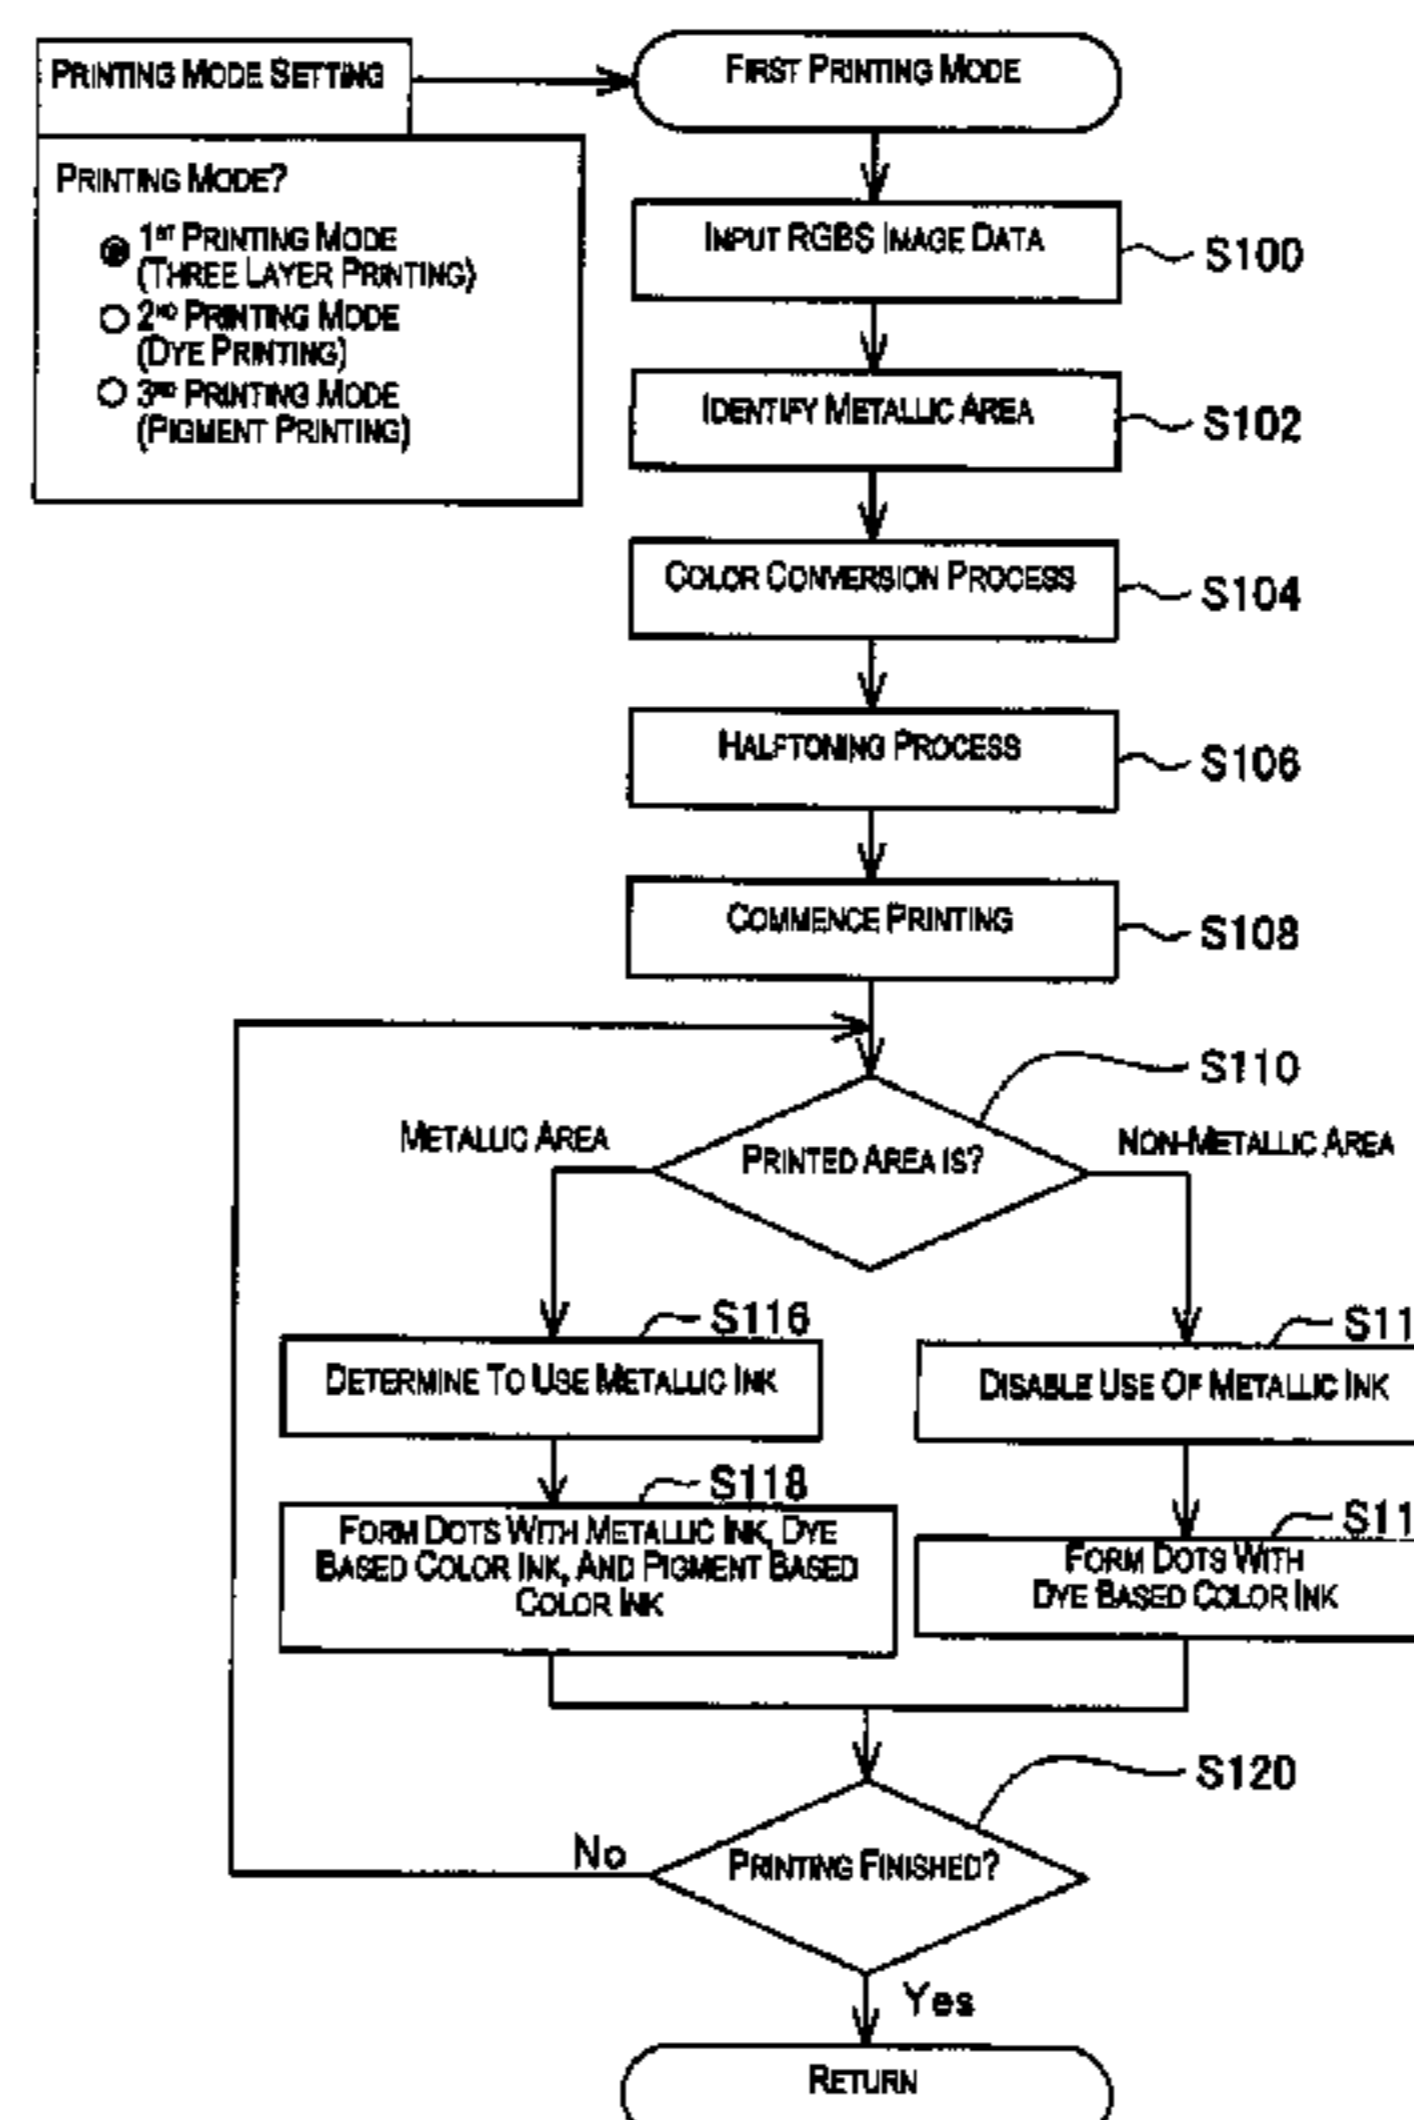 PRINTING MODE SETTING
FIRST PRINTING MODE
PRINTING MODE?
1ST PRINTING MODE
(THREE LAYER PRINTING)
2ND PRINTING MODE
(DYE PRINTING)
3RD PRINTING MODE
(PIGMENT PRINTING)
INPUT RGBS IMAGE DATA
S100
IDENTIFY METALLIC AREA
S102
COLOR CONVERSION PROCESS
S104
HALFTONING PROCESS
S106
COMMENCE PRINTING
S108
S110
METALLIC AREA
PRINTED AREA IS?
NON-METALLIC AREA
S116
DETERMINE TO USE METALLIC INK
S11
DISABLE USE OF METALLIC INK
S118
FORM DOTS WITH METALLIC INK, DYE
BASED COLOR INK, AND PIGMENT BASED
COLOR INK
S11
FORM DOTS WITH
DYE BASED COLOR INK
S120
PRINTING FINISHED?
No
Yes
RETURN